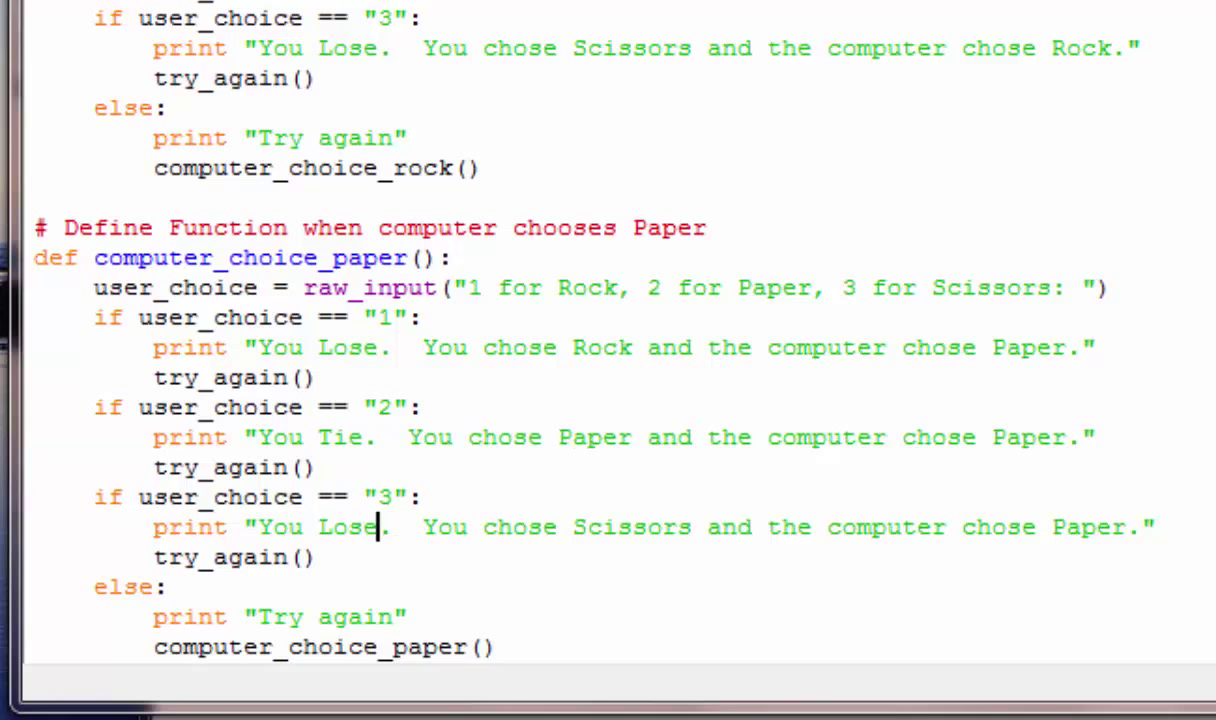 if user_choice == "3":
print "You Lose.  You chose Scissors and the computer chose Rock."
try_again()
else:
print "Try again"
computer_choice_rock()
# Define Function when computer chooses Paper
def computer_choice_paper():
user_choice = raw_input("1 for Rock, 2 for Paper, 3 for Scissors: ")
if user_choice == "1":
print "You Lose.  You chose Rock and the computer chose Paper."
try_again()
if user_choice == "2":
print "You Tie.  You chose Paper and the computer chose Paper."
try_again()
if user_choice == "3":
print "You Lose.  You chose Scissors and the computer chose Paper."
try_again()
else:
print "Try again"
computer_choice_paper()